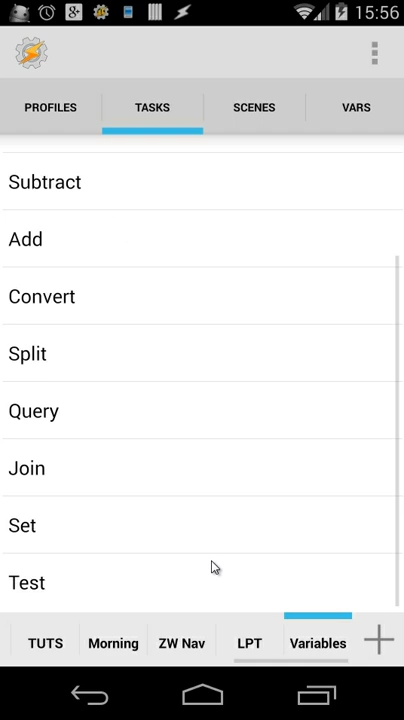 15:56
PROFILES TASKS SCENES VARS
Subtract
Add
Convert
Split
Query
Join
Set
Test
TUTS Morning ZW Nav LPT Variables